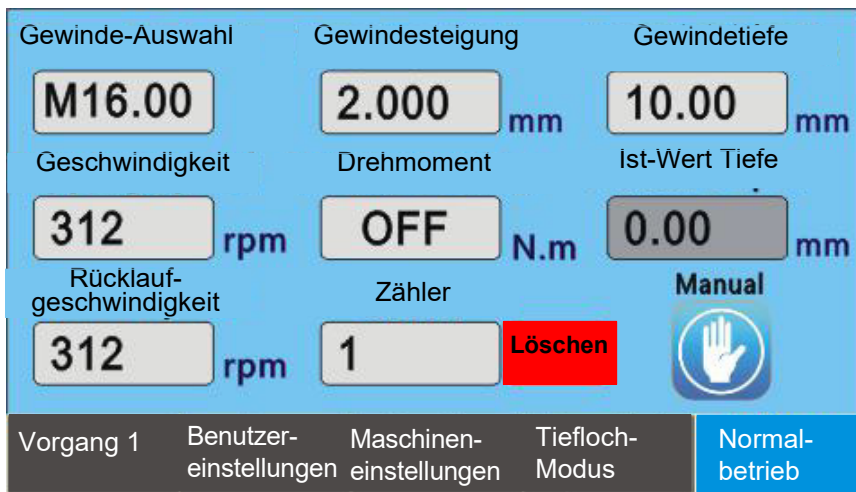 Gewinde-Auswahl Gewindesteigung Gewindetiefe
M16.00 2.000 mm 10.00 mm
Geschwindigkeit Drehmoment Ist-Wert Tiefe
312 rpm OFF N.m 0.00 mm
Rücklauf-
geschwindigkeit Zähler Manual
312 rpm 1 Löschen
Vorgang 1 Benutzer- Maschinen- Tiefloch- Normal-
einstellungen einstellungen Modus betrieb